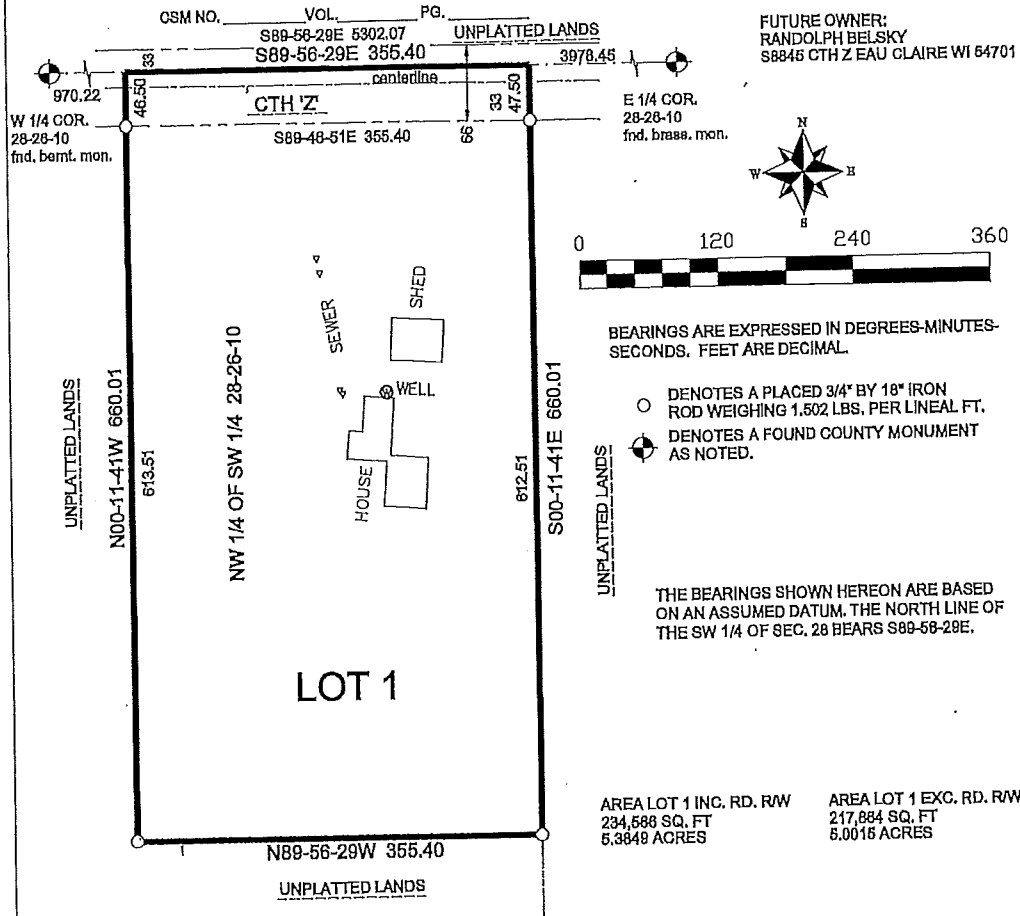 CSM NO. VOL. PG.
S89-56-29E 5302.07
UNPLATTED LANDS
S89-56-29E 355.40
3976.45
33
centerline
970.22
46.50
CTH 'Z'
33
47.50
66
S89-48-51E 355.40
W 1/4 COR.
28-26-10
fnd. bernt. mon.
E 1/4 COR.
28-26-10
fnd. brass. mon.
FUTURE OWNER:
RANDOLPH BELSKY
S8845 CTH Z EAU CLAIRE WI 54701
N
W
E
S
0 120 240 360
BEARINGS ARE EXPRESSED IN DEGREES-MINUTES-
SECONDS. FEET ARE DECIMAL.
DENOTES A PLACED 3/4" BY 18" IRON
ROD WEIGHING 1.502 LBS. PER LINEAL FT.
DENOTES A FOUND COUNTY MONUMENT
AS NOTED.
SEWER
SHED
W WELL
HOUSE
NW 1/4 OF SW 1/4 28-26-10
UNPLATTED LANDS
N00-11-41W 660.01
613.51
612.51
S00-11-41E 660.01
UNPLATTED LANDS
THE BEARINGS SHOWN HEREON ARE BASED
ON AN ASSUMED DATUM. THE NORTH LINE OF
THE SW 1/4 OF SEC. 28 BEARS S89-56-29E.
LOT 1
AREA LOT 1 INC. RD. R/W
234,566 SQ. FT
5.3849 ACRES
AREA LOT 1 EXC. RD. R/W
217,864 SQ. FT
5.0015 ACRES
N89-56-29W 355.40
UNPLATTED LANDS